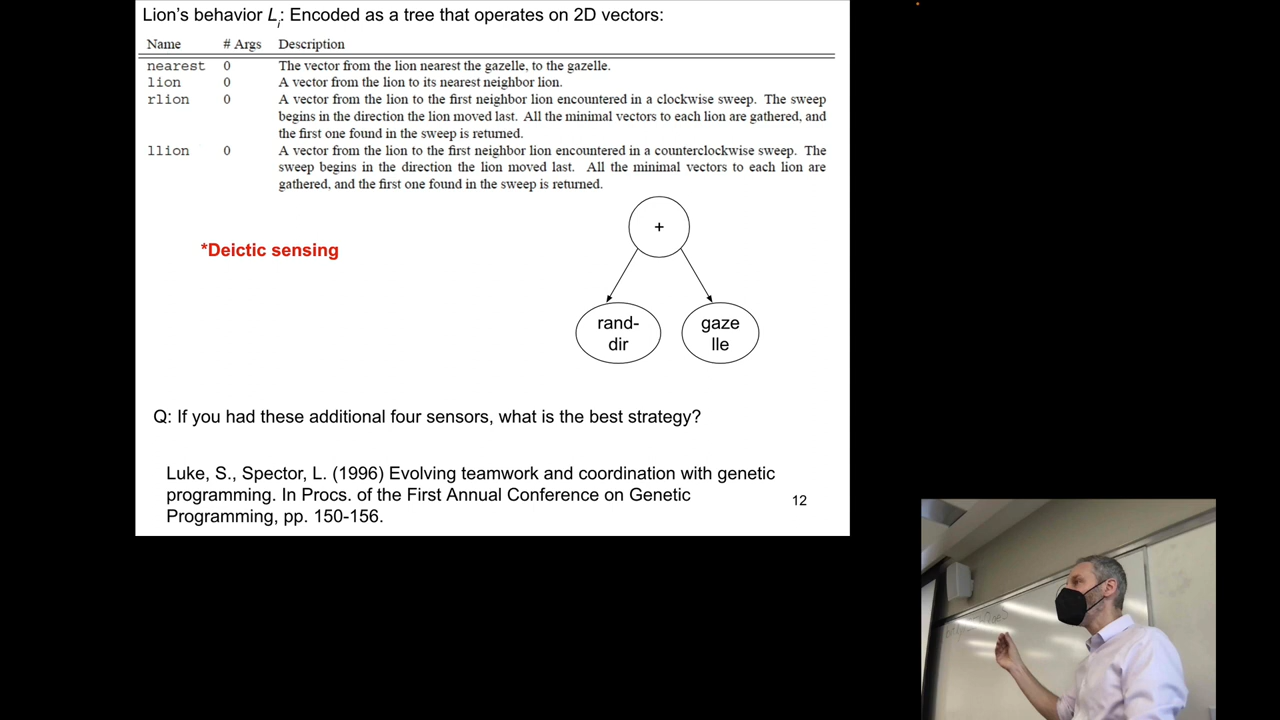 Lion's behavior Li: Encoded as a tree that operates on 2D vectors:
Name # Args Description
nearest 0 The vector from the lion nearest the gazelle, to the gazelle.
lion 0 A vector from the lion to its nearest neighbor lion.
rlion 0 A vector from the lion to the first neighbor lion encountered in a clockwise sweep. The sweep
begins in the direction the lion moved last. All the minimal vectors to each lion are gathered, and
the first one found in the sweep is returned.
llion 0 A vector from the lion to the first neighbor lion encountered in a counterclockwise sweep. The
sweep begins in the direction the lion moved last. All the minimal vectors to each lion are
gathered, and the first one found in the sweep is returned.
+
*Deictic sensing
rand-
dir
gaze
lle
Q: If you had these additional four sensors, what is the best strategy?
Luke, S., Spector, L. (1996) Evolving teamwork and coordination with genetic
programming. In Procs. of the First Annual Conference on Genetic
Programming, pp. 150-156.
12